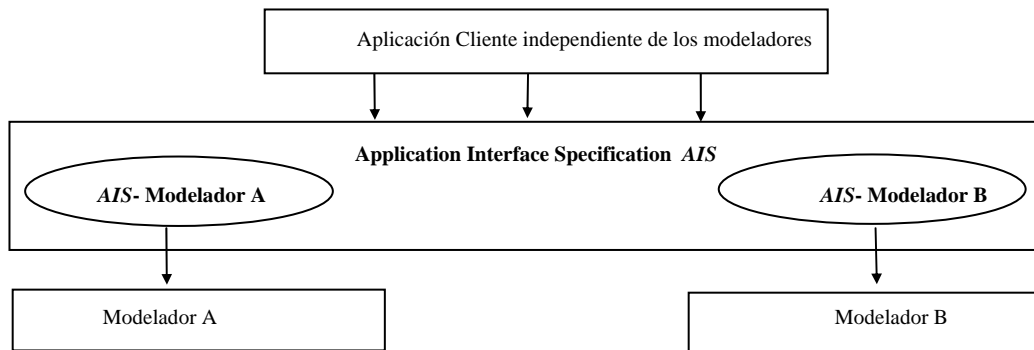 Aplicación Cliente independiente de los modeladores
Application Interface Specification AIS
AIS- Modelador A
AIS- Modelador B
Modelador A
Modelador B